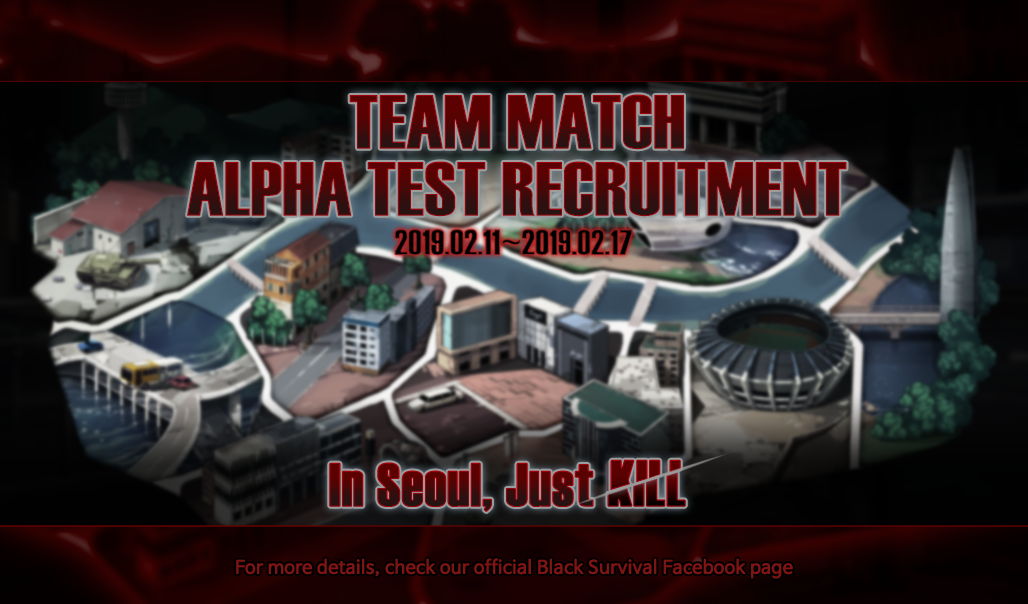 TEAM MATCH
ALPHA TEST RECRUITMENT
2019.02.11~2019.02.17
In Seoul, Just KILL
For more details, check our official Black Survival Facebook page